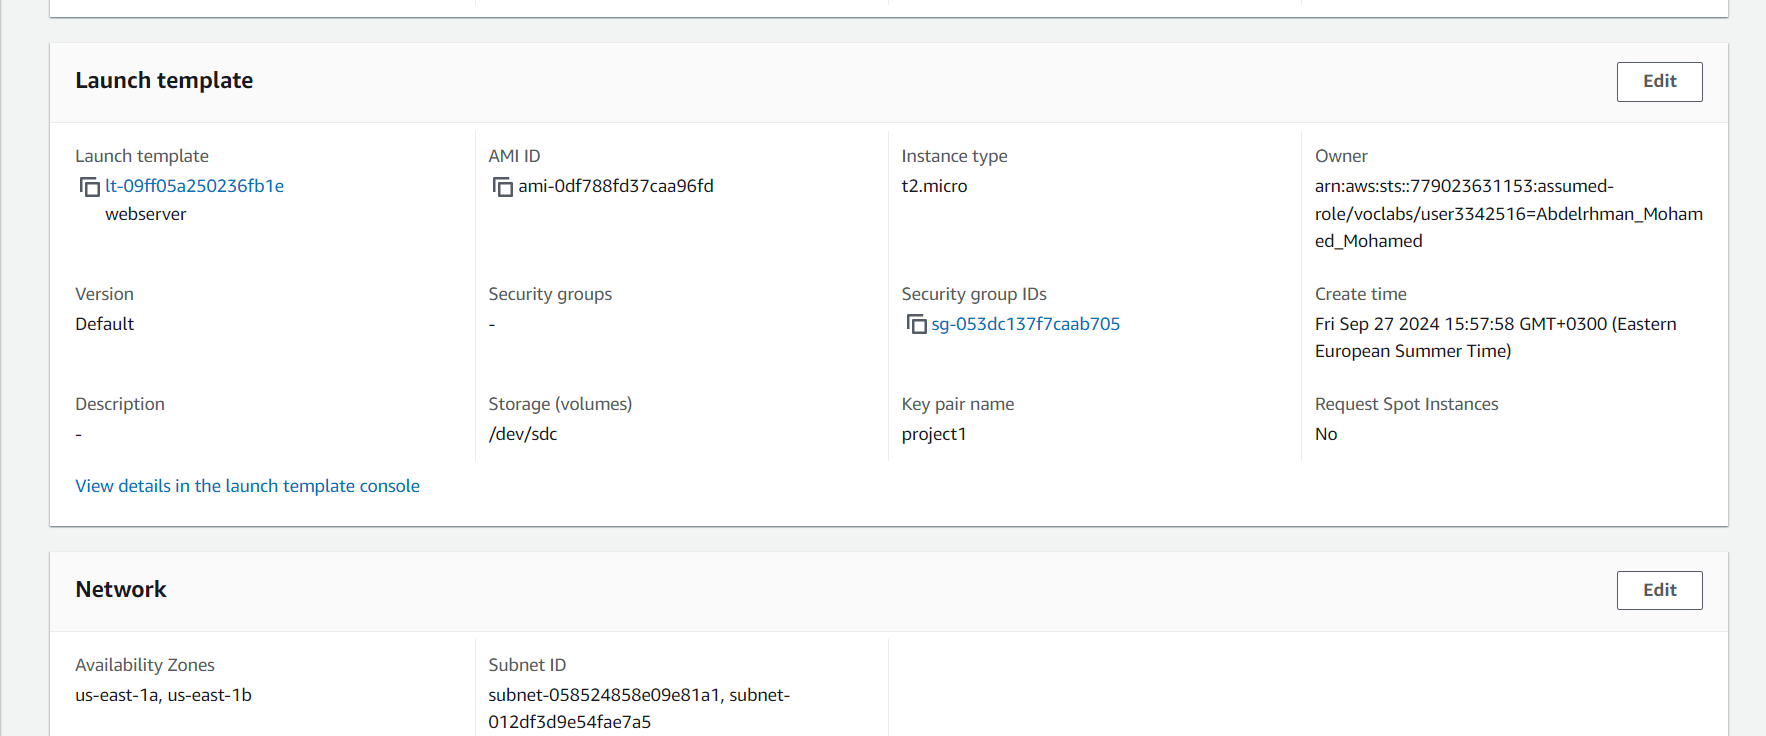 Launch template
Edit
Launch template
lt-09ff05a250236fb1e
webserver
AMI ID
ami-0df788fd37caa96fd
Instance type
t2.micro
Owner
arn:aws:sts::779023631153:assumed-
role/voclabs/user3342516=Abdelrhman_Moham
ed_Mohamed
Version
Default
Security groups
-
Security group IDs
sg-053dc137f7caab705
Create time
Fri Sep 27 2024 15:57:58 GMT+0300 (Eastern
European Summer Time)
Description
-
Storage (volumes)
/dev/sdc
Key pair name
project1
Request Spot Instances
No
View details in the launch template console
Network
Edit
Availability Zones
us-east-1a, us-east-1b
Subnet ID
subnet-058524858e09e81a1, subnet-
012df3d9e54fae7a5